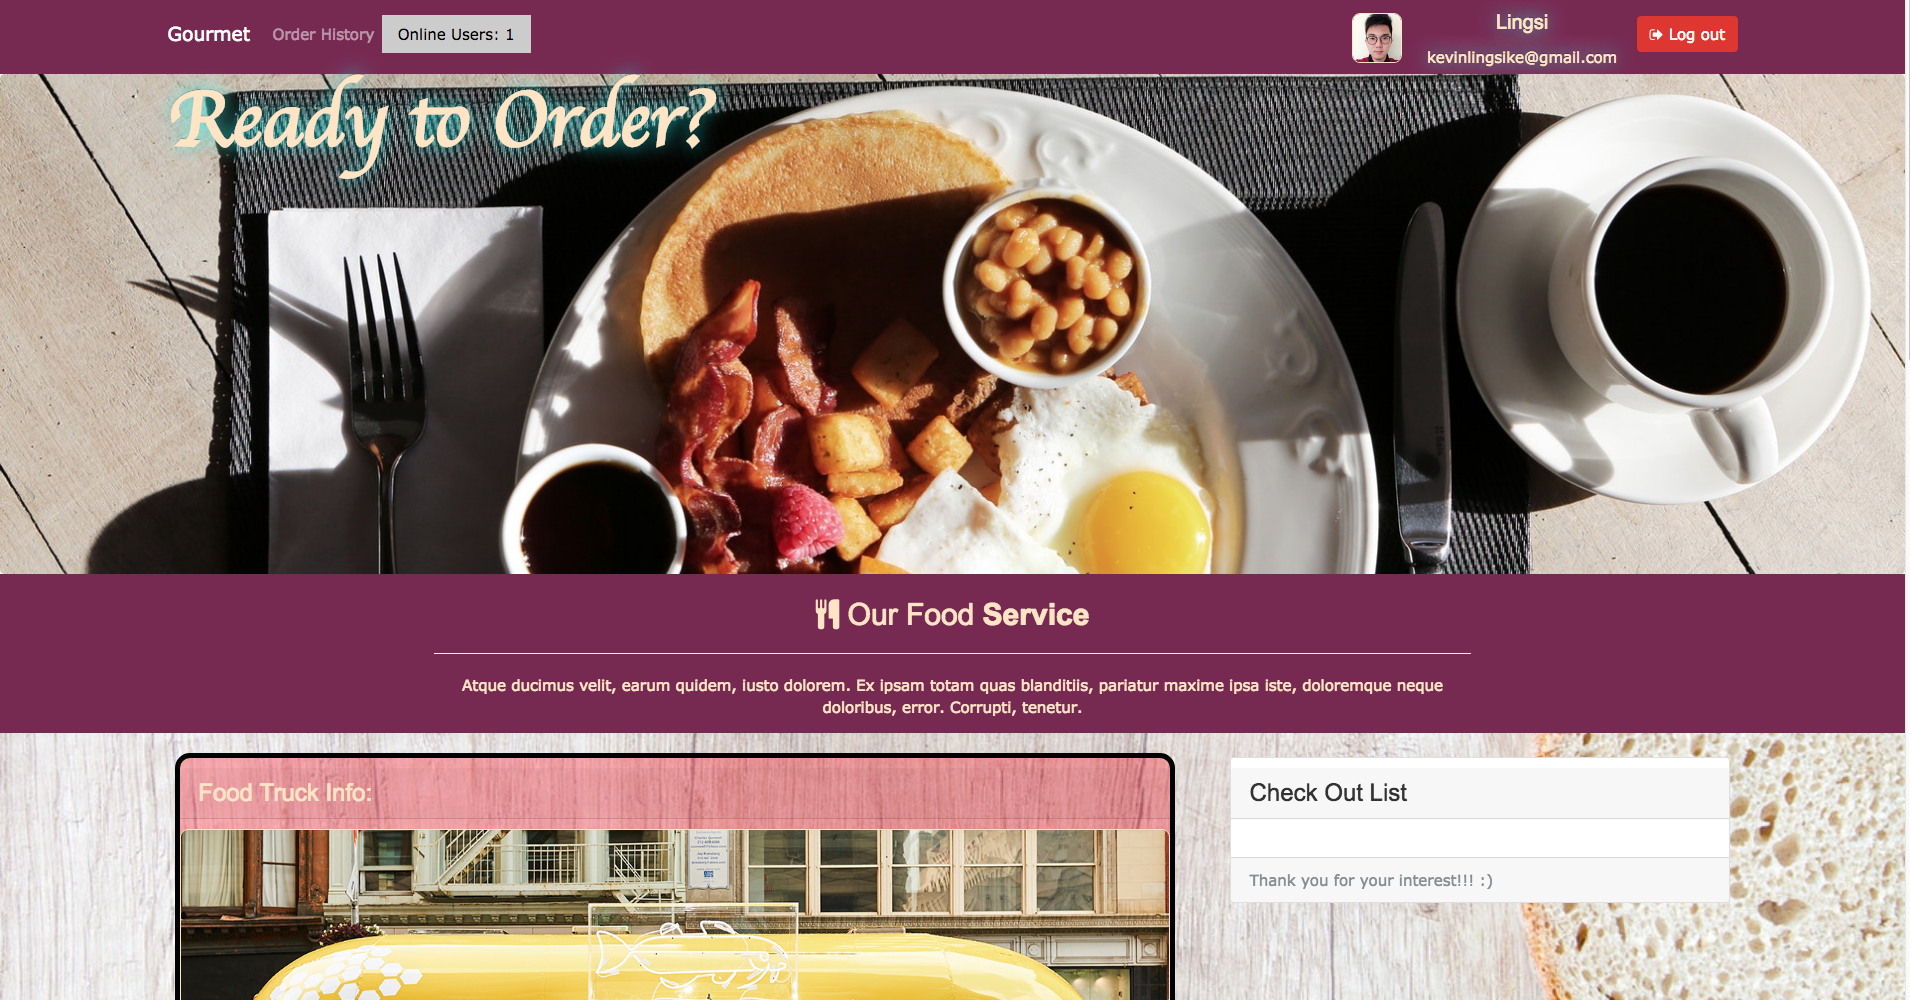 Gourmet
Order History
Online Users: 1
Lingsi
kevinlingsike@gmail.com
Log out
Ready to Order?
Our Food Service
Atque ducimus velit, earum quidem, iusto dolorem. Ex ipsam totam quas blanditiis, pariatur maxime ipsa iste, doloremque neque
doloribus, error. Corrupti, tenetur.
Food Truck Info:
Check Out List
Thank you for your interest!!! :)